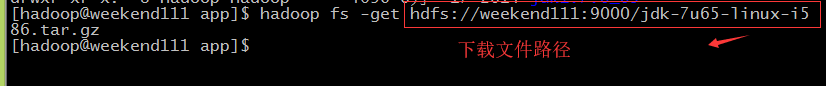 [hadoop@weekend111 app]$ hadoop fs -get hdfs://weekend111:9000/jdk-7u65-linux-i5
86.tar.gz
[hadoop@weekend111 app]$
下载文件路径